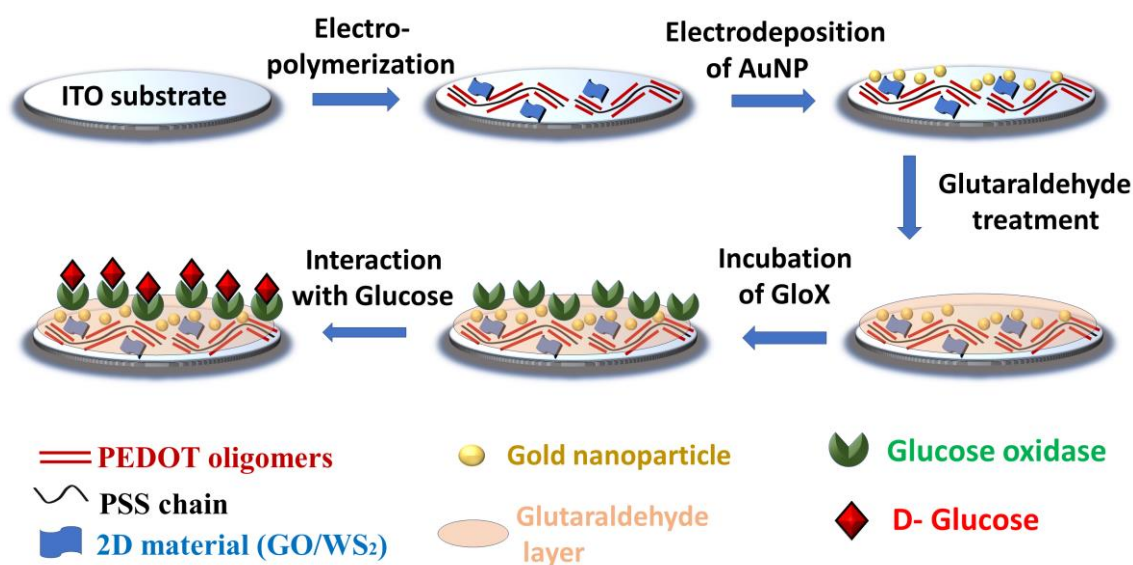 ITO substrate
Electro-
polymerization
Electrodeposition
of AuNP
Glutaraldehyde
treatment
Incubation
of GloX
Interaction
with Glucose
PEDOT oligomers
PSS chain
2D material (GO/WS₂)
Gold nanoparticle
Glutaraldehyde
layer
Glucose oxidase
D- Glucose